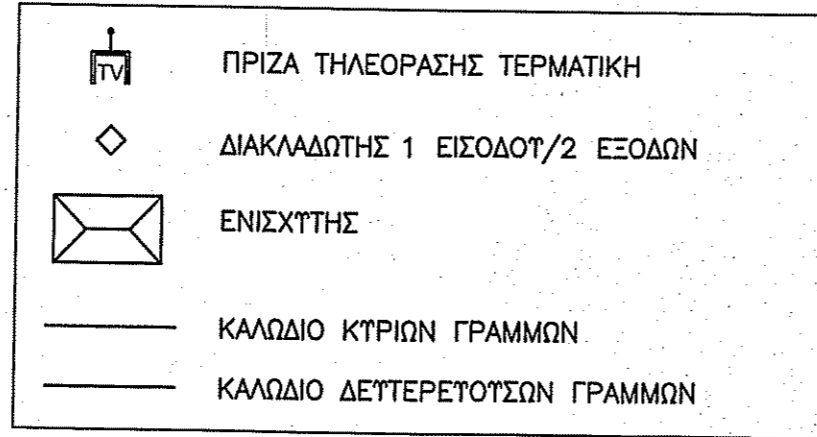 TV ΠΡΙΖΑ ΤΗΛΕΟΡΑΣΗΣ ΤΕΡΜΑΤΙΚΗ
ΔΙΑΚΛΑΔΩΤΗΣ 1 ΕΙΣΟΔΟΥ/2 ΕΞΟΔΩΝ
ΕΝΙΣΧΥΤΗΣ
ΚΑΛΩΔΙΟ ΚΥΡΙΩΝ ΓΡΑΜΜΩΝ
ΚΑΛΩΔΙΟ ΔΕΥΤΕΡΕΥΟΥΣΩΝ ΓΡΑΜΜΩΝ